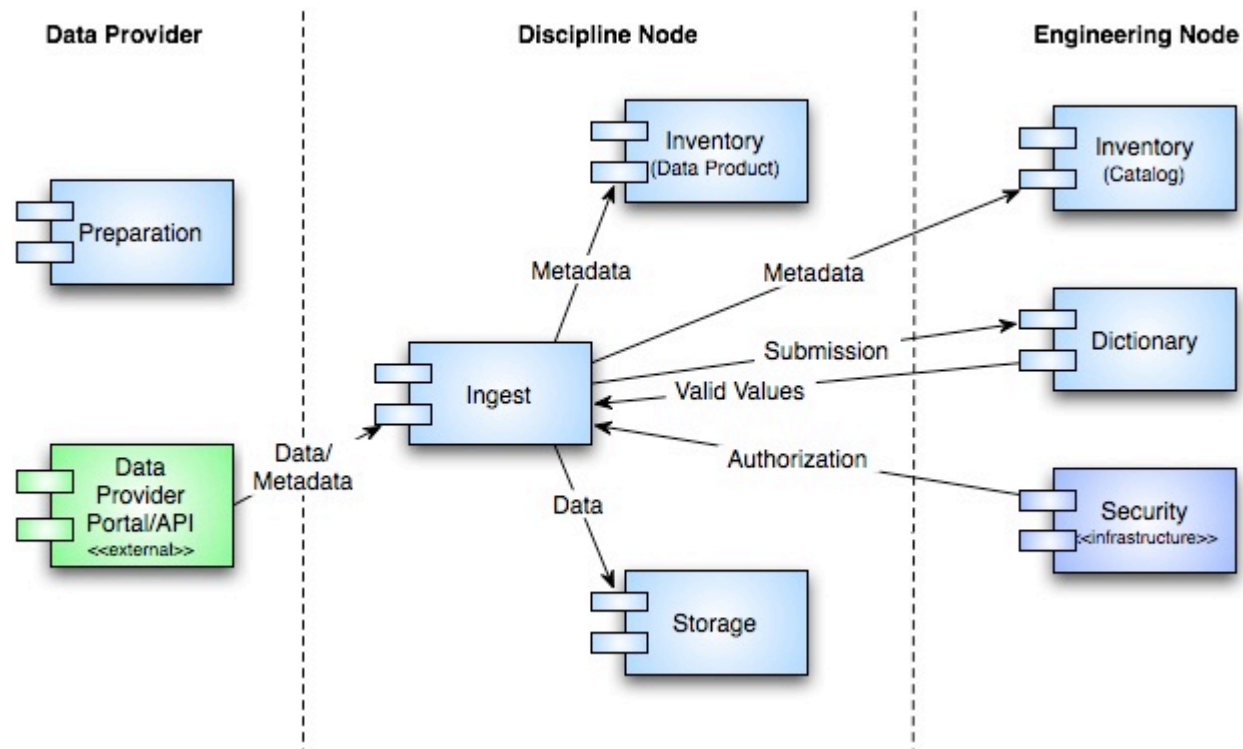 Data Provider
Discipline Node
Engineering Node
Inventory
(Data Product)
Inventory
(Catalog)
Preparation
Metadata
Metadata
Submission
Dictionary
Valid Values
Ingest
Authorization
Data/
Metadata
Data
Provider
Portal/API
<<external>>
Data
Security
<<infrastructure>>
Storage